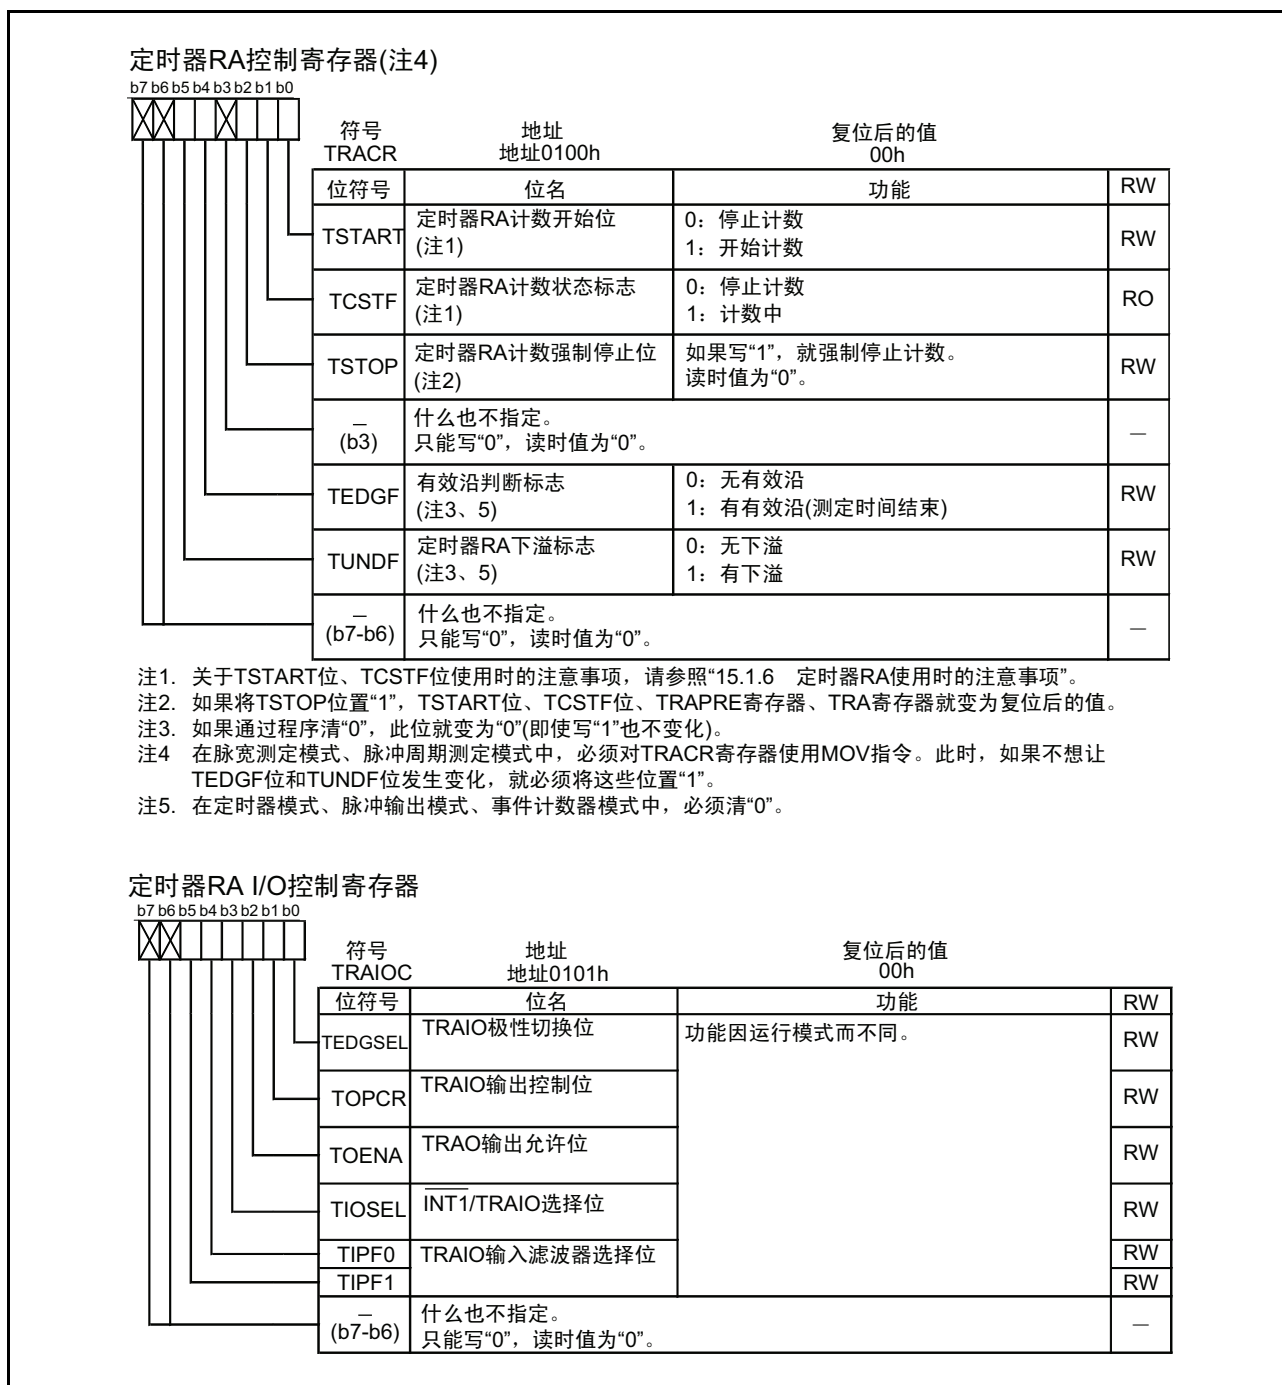 定时器RA控制寄存器(注4)
b7 b6 b5 b4 b3 b2 b1 b0
符号 地址 复位后的值
TRACR 地址0100h 00h
位符号 位名 功能 RW
TSTART 定时器RA计数开始位 (注1) 0：停止计数 1：开始计数 RW
TCSTF 定时器RA计数状态标志 (注1) 0：停止计数 1：计数中 RO
TSTOP 定时器RA计数强制停止位 (注2) 如果写“1”，就强制停止计数。 读时值为“0”。 RW
— (b3) 什么也不指定。 只能写“0”，读时值为“0”。 —
TEDGF 有效沿判断标志 (注3、5) 0：无有效沿 1：有有效沿(测定时间结束) RW
TUNDF 定时器RA下溢标志 (注3、5) 0：无下溢 1：有下溢 RW
— (b7-b6) 什么也不指定。 只能写“0”，读时值为“0”。 —
注1. 关于TSTART位、TCSTF位使用时的注意事项，请参照“15.1.6 定时器RA使用时的注意事项”。
注2. 如果将TSTOP位置“1”，TSTART位、TCSTF位、TRAPRE寄存器、TRA寄存器就变为复位后的值。
注3. 如果通过程序清“0”，此位就变为“0”(即使写“1”也不变化)。
注4 在脉宽测定模式、脉冲周期测定模式中，必须对TRACR寄存器使用MOV指令。此时，如果不想让
TEDGF位和TUNDF位发生变化，就必须将这些位置“1”。
注5. 在定时器模式、脉冲输出模式、事件计数器模式中，必须清“0”。
定时器RA I/O控制寄存器
b7 b6 b5 b4 b3 b2 b1 b0
符号 地址 复位后的值
TRAIOC 地址0101h 00h
位符号 位名 功能 RW
TEDGSEL TRAIO极性切换位 功能因运行模式而不同。 RW
TOPCR TRAIO输出控制位 RW
TOENA TRAO输出允许位 RW
TIOSEL INT1/TRAIO选择位 RW
TIPF0 TRAIO输入滤波器选择位 RW
TIPF1 RW
— (b7-b6) 什么也不指定。 只能写“0”，读时值为“0”。 —